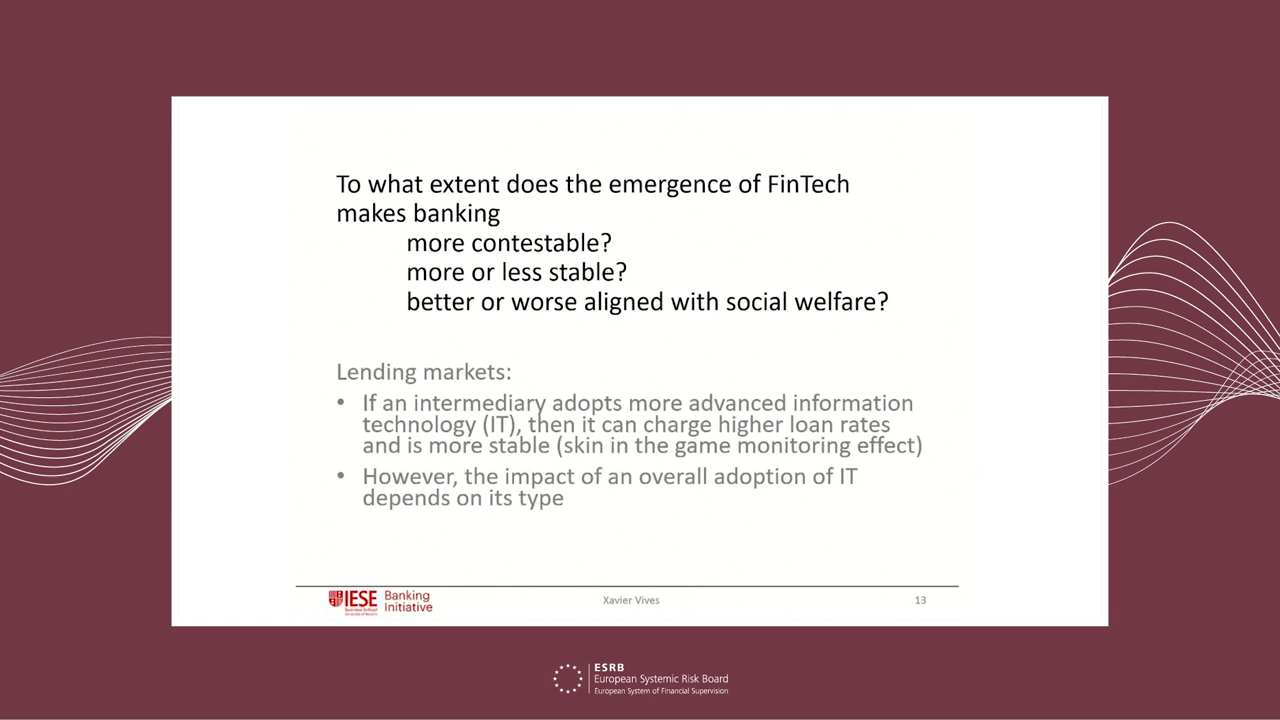 To what extent does the emergence of FinTech
makes banking
more contestable?
more or less stable?
better or worse aligned with social welfare?
Lending markets:
• If an intermediary adopts more advanced information
technology (IT), then it can charge higher loan rates
and is more stable (skin in the game monitoring effect)
• However, the impact of an overall adoption of IT
depends on its type
IESE
Banking
Initiative
Xavier Vives
13
ESRB
European Systemic Risk Board
European System of Financial Supervision